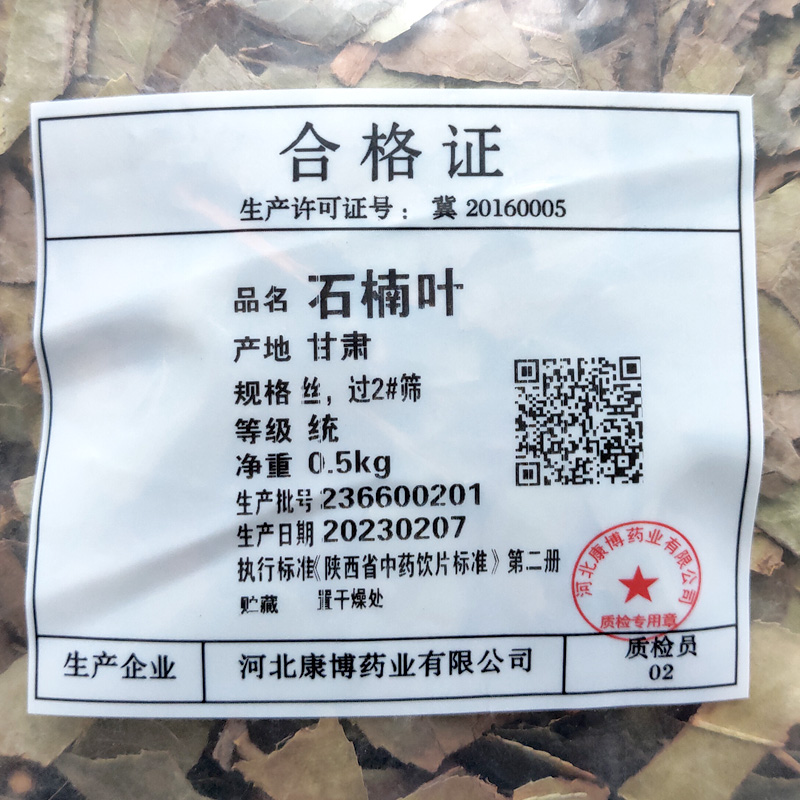 合格证
生产许可证号：冀 20160005
品名 石楠叶
产地 甘肃
规格 丝，过2#筛
等级 统
净重 0.5kg
生产批号 236600201
生产日期 20230207
执行标准《陕西省中药饮片标准》第二册
贮藏 置干燥处
河北康博药业有限公司
质检专用章
生产企业 河北康博药业有限公司 质检员
02